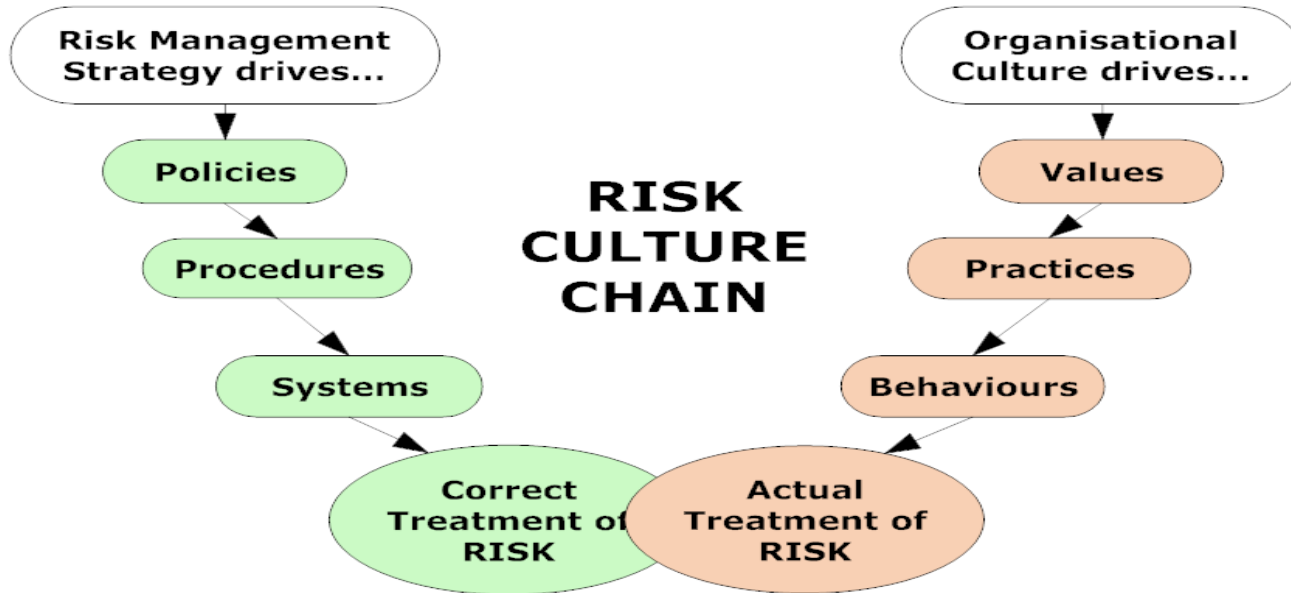 Risk Management
Strategy drives...
Policies
Procedures
Systems
Correct
Treatment of
RISK
RISK
CULTURE
CHAIN
Organisational
Culture drives...
Values
Practices
Behaviours
Actual
Treatment of
RISK